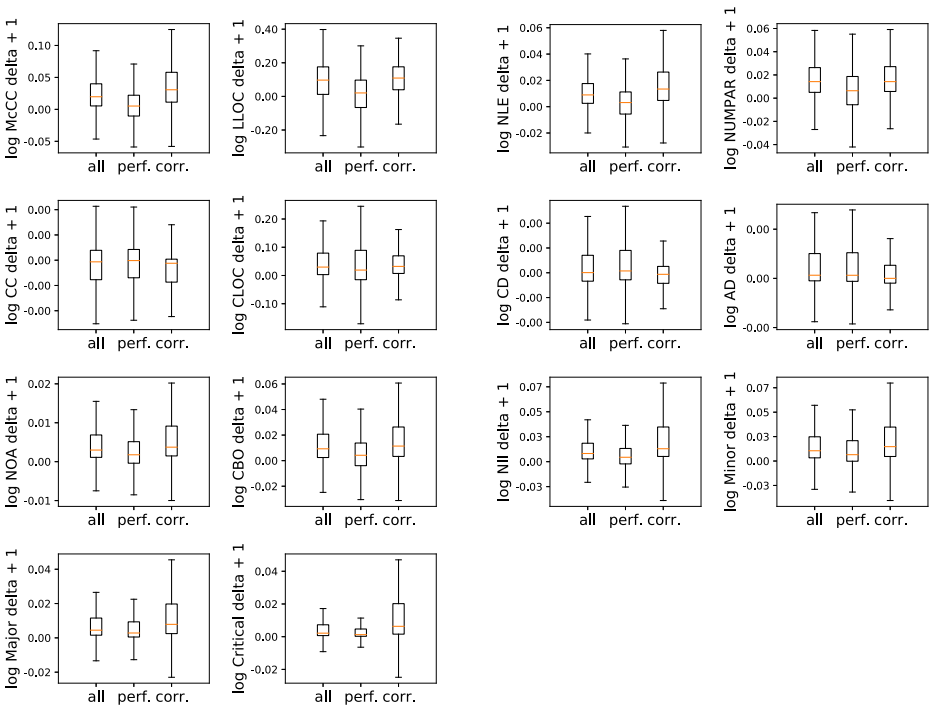 log McCC delta + 1
0.10
0.05
0.00
-0.05
all perf. corr.
log LLOC delta + 1
0.40
0.20
0.00
-0.20
all perf. corr.
log NLE delta + 1
0.06
0.04
0.02
0.00
-0.02
all perf. corr.
log NUMPAR delta + 1
0.06
0.04
0.02
0.00
-0.02
-0.04
all perf. corr.
log CC delta + 1
0.00
0.00
-0.00
-0.00
-0.00
all perf. corr.
log CLOC delta + 1
0.20
0.10
0.00
-0.10
all perf. corr.
log CD delta + 1
0.00
0.00
0.00
-0.00
-0.00
all perf. corr.
log AD delta + 1
0.00
0.00
-0.00
all perf. corr.
log NOA delta + 1
0.02
0.01
0.00
-0.01
all perf. corr.
log CBO delta + 1
0.06
0.04
0.02
0.00
-0.02
all perf. corr.
log NII delta + 1
0.07
0.05
0.03
0.00
-0.03
all perf. corr.
log Minor delta + 1
0.07
0.05
0.03
0.00
-0.03
all perf. corr.
log Major delta + 1
0.04
0.02
0.00
-0.02
all perf. corr.
log Critical delta + 1
0.04
0.02
0.00
-0.02
all perf. corr.